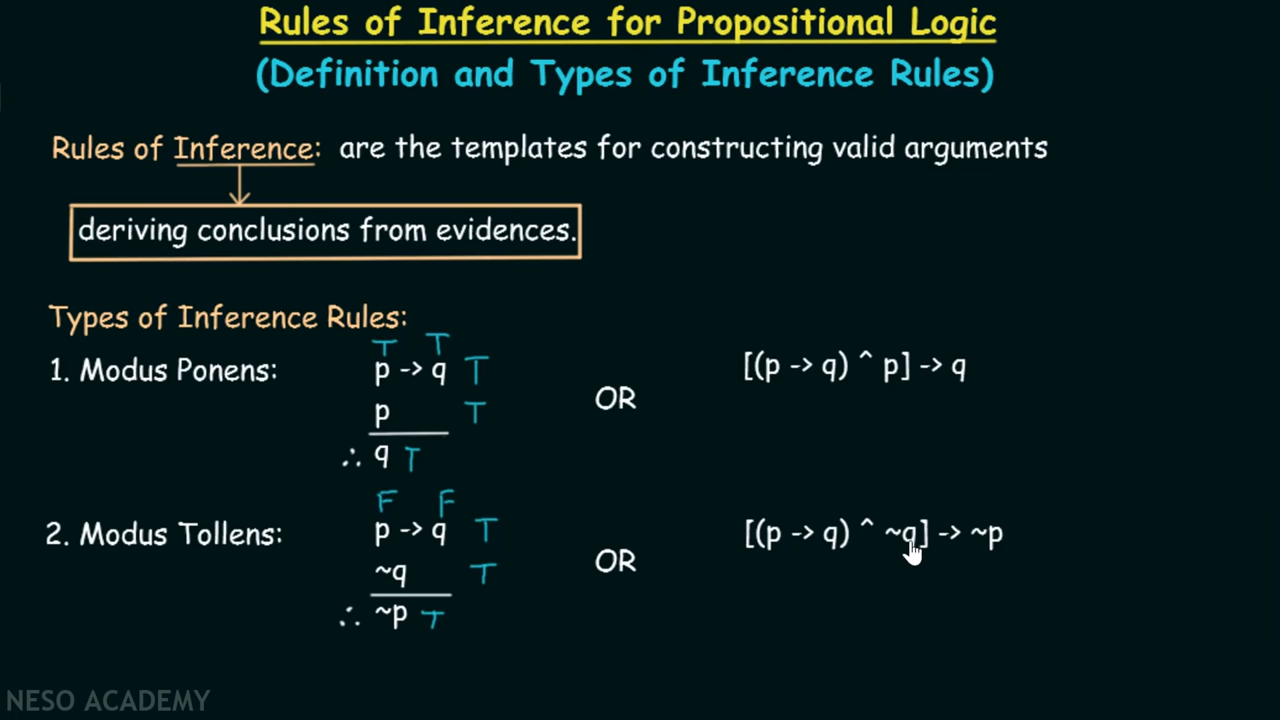 Rules of Inference for Propositional Logic
(Definition and Types of Inference Rules)
Rules of Inference: are the templates for constructing valid arguments
deriving conclusions from evidences.
Types of Inference Rules:
T T
1. Modus Ponens: p -> q T [(p -> q) ^ p] -> q
p T OR
∴ q T
F F
2. Modus Tollens: p -> q T [(p -> q) ^ ~q] -> ~p
~q T OR
∴ ~p T
NESO ACADEMY